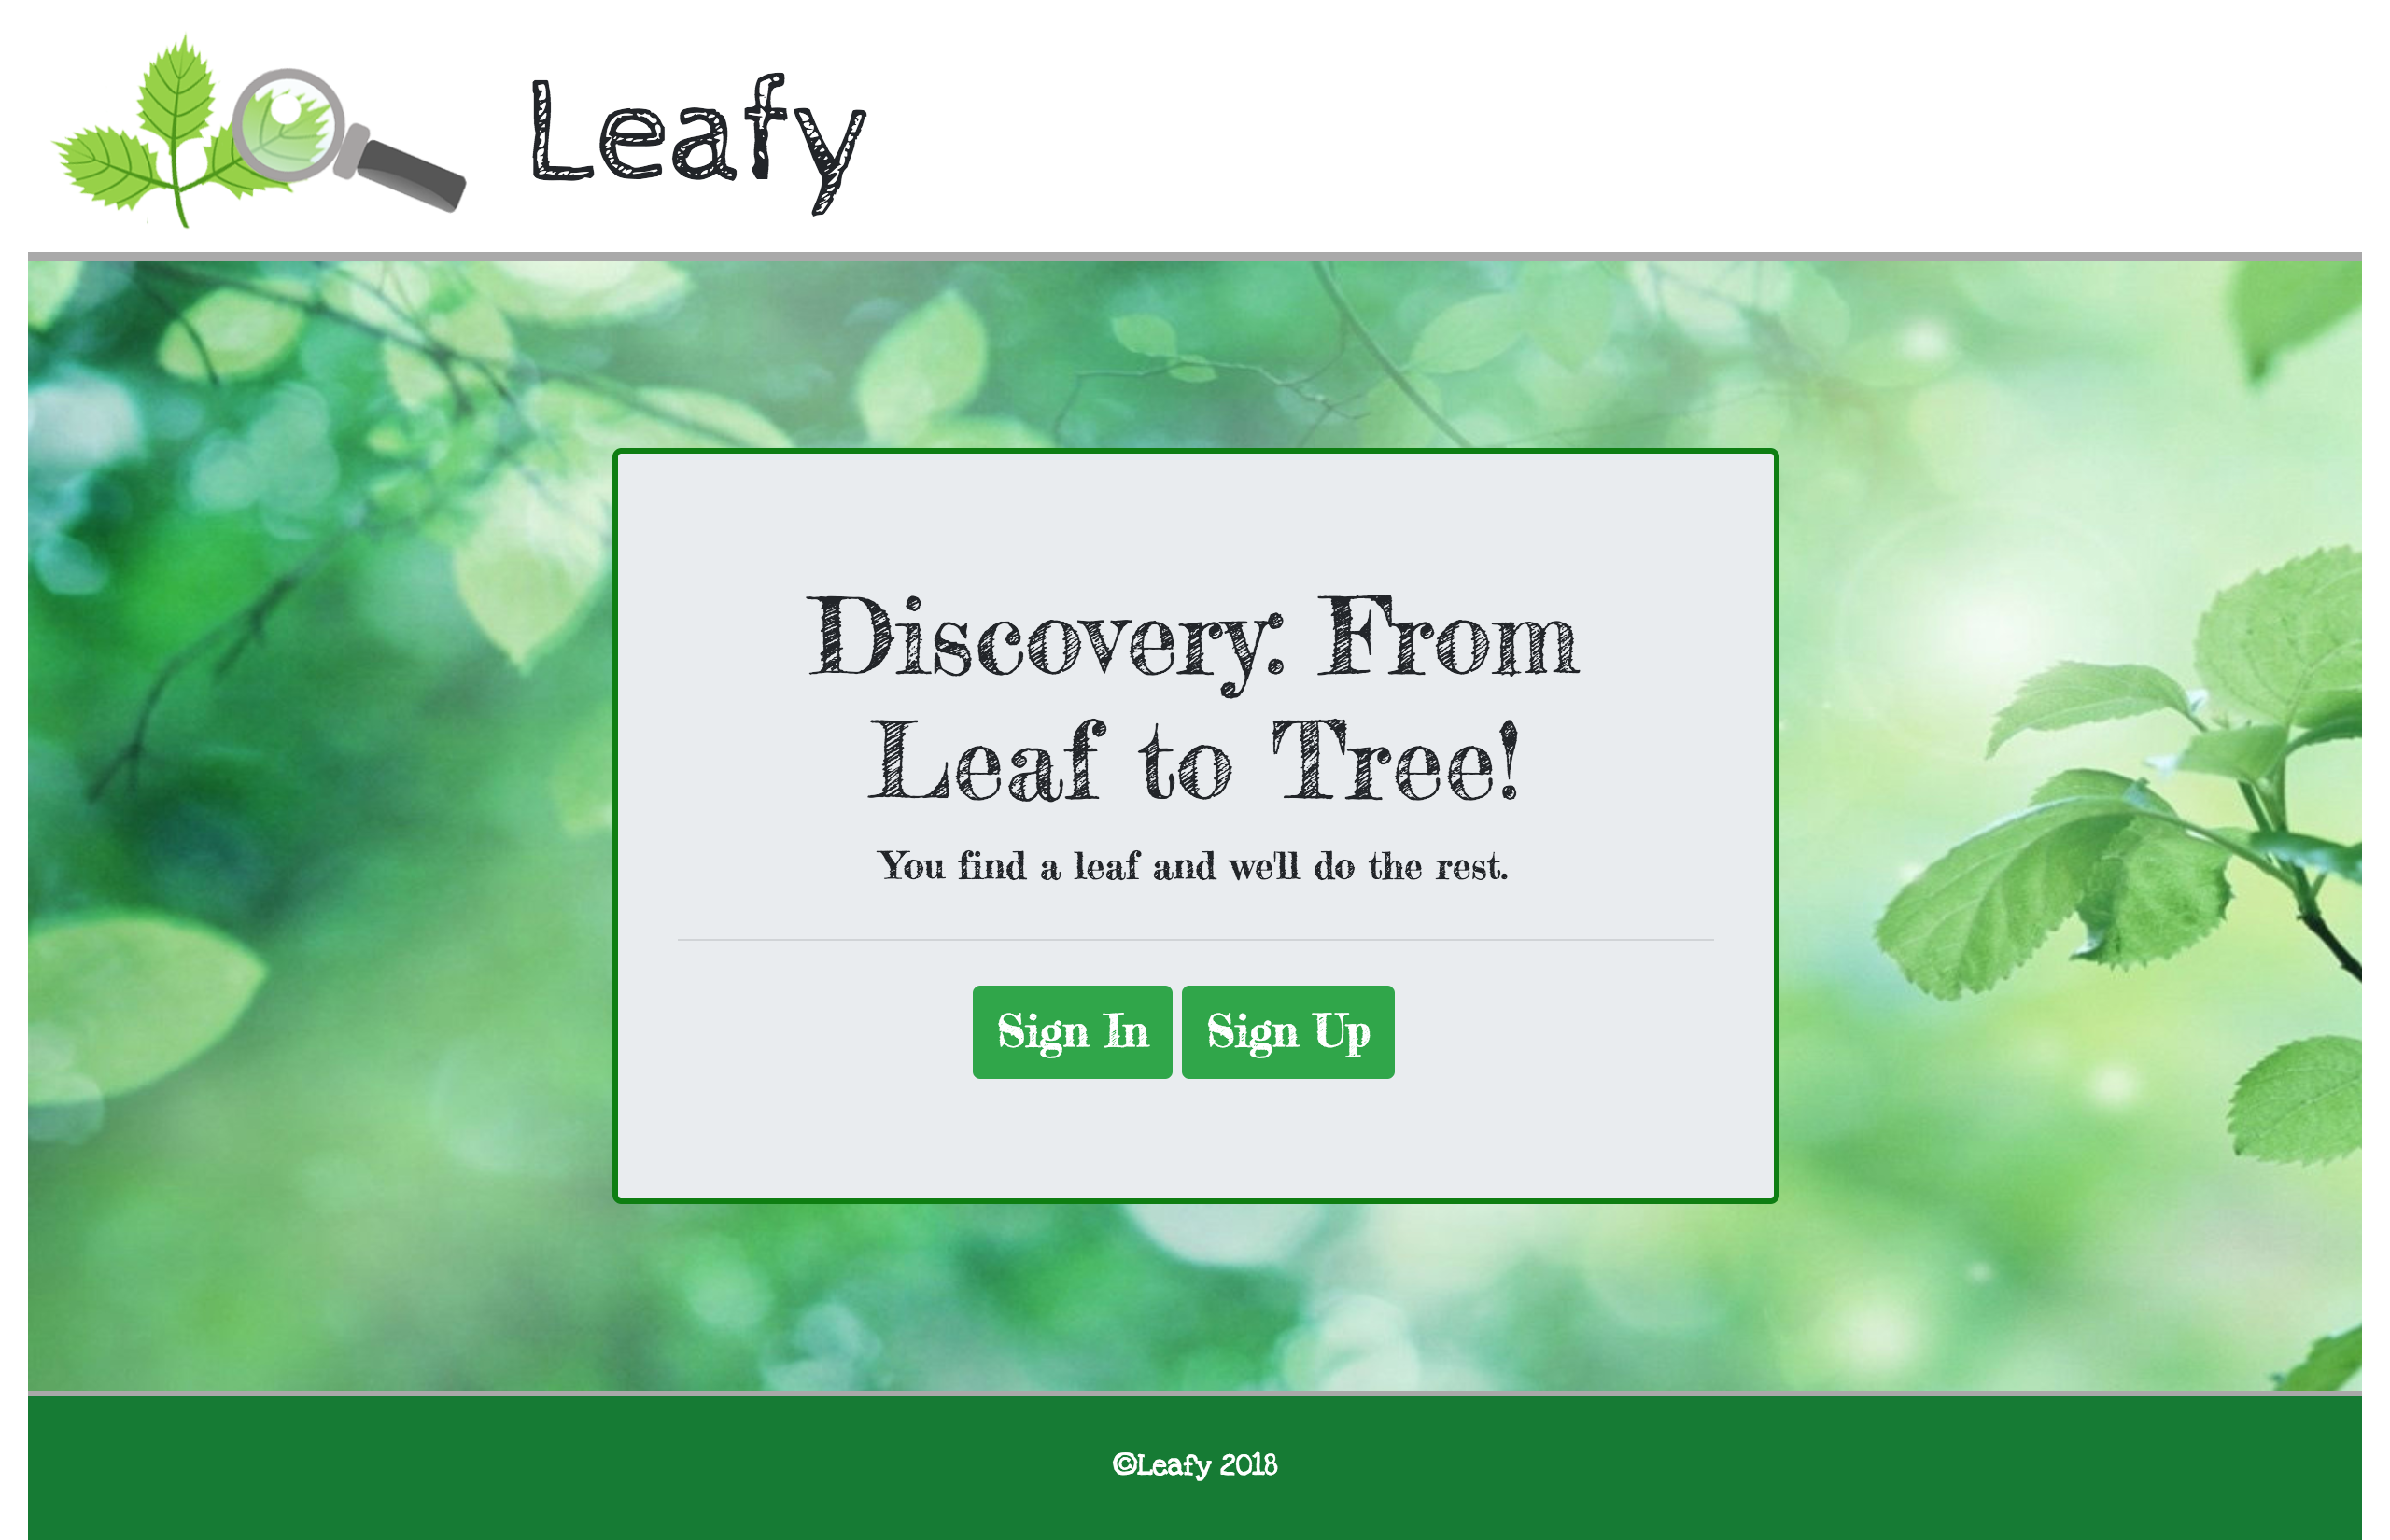 Leafy
Discovery: From
Leaf to Tree!
You find a leaf and we'll do the rest.
Sign In Sign Up
©Leafy 2018